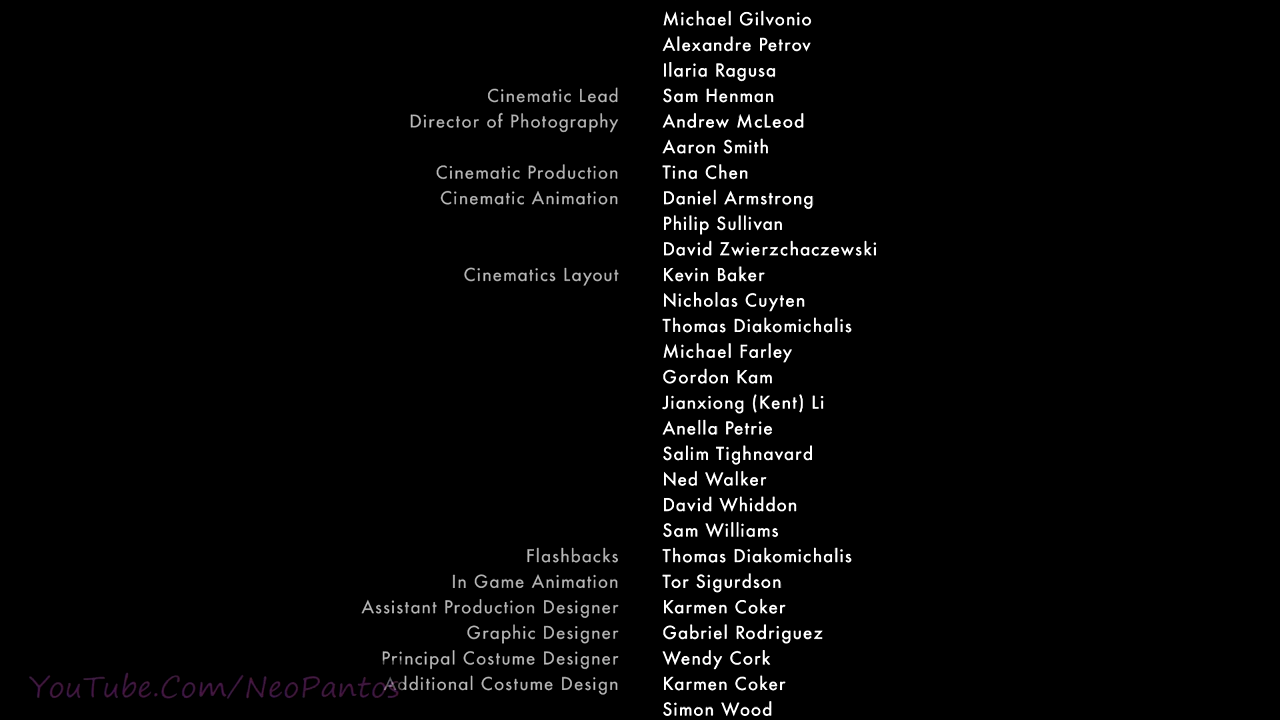 Michael Gilvonio
Alexandre Petrov
Ilaria Ragusa
Cinematic Lead Sam Henman
Director of Photography Andrew McLeod
Aaron Smith
Cinematic Production Tina Chen
Cinematic Animation Daniel Armstrong
Philip Sullivan
David Zwierzchaczewski
Cinematics Layout Kevin Baker
Nicholas Cuyten
Thomas Diakomichalis
Michael Farley
Gordon Kam
Jianxiong (Kent) Li
Anella Petrie
Salim Tighnavard
Ned Walker
David Whiddon
Sam Williams
Flashbacks Thomas Diakomichalis
In Game Animation Tor Sigurdson
Assistant Production Designer Karmen Coker
Graphic Designer Gabriel Rodriguez
Principal Costume Designer Wendy Cork
Additional Costume Design Karmen Coker
Simon Wood
YouTube.Com/NeoPantos